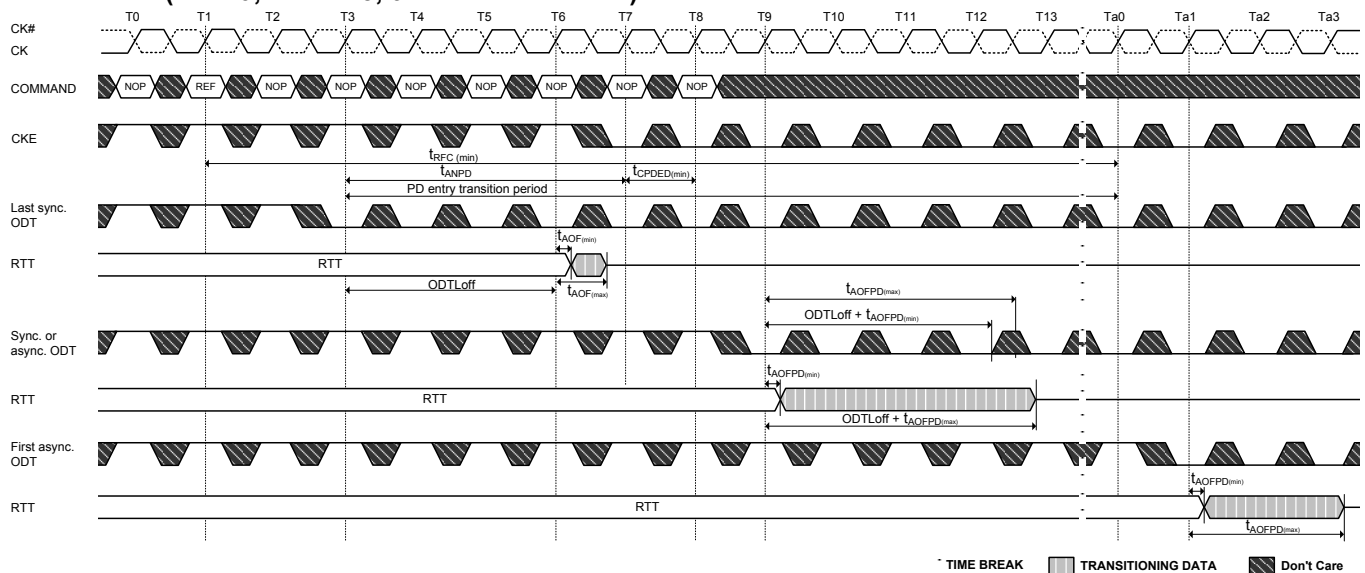 T0 T1 T2 T3 T4 T5 T6 T7 T8 T9 T10 T11 T12 T13 Ta0 Ta1 Ta2 Ta3
CK#
CK
COMMAND NOP REF NOP NOP NOP NOP NOP NOP NOP
CKE
tRFC (min)
tANPD tCPDED(min)
PD entry transition period
Last sync.
ODT
tAOF(min)
RTT RTT
ODTLoff tAOF(max)
tAOFPD(max)
ODTLoff + tAOFPD(min)
Sync. or
async. ODT
tAOFPD(min)
RTT RTT
ODTLoff + tAOFPD(max)
First async.
ODT
tAOFPD(min)
RTT RTT
tAOFPD(max)
TIME BREAK TRANSITIONING DATA Don't Care